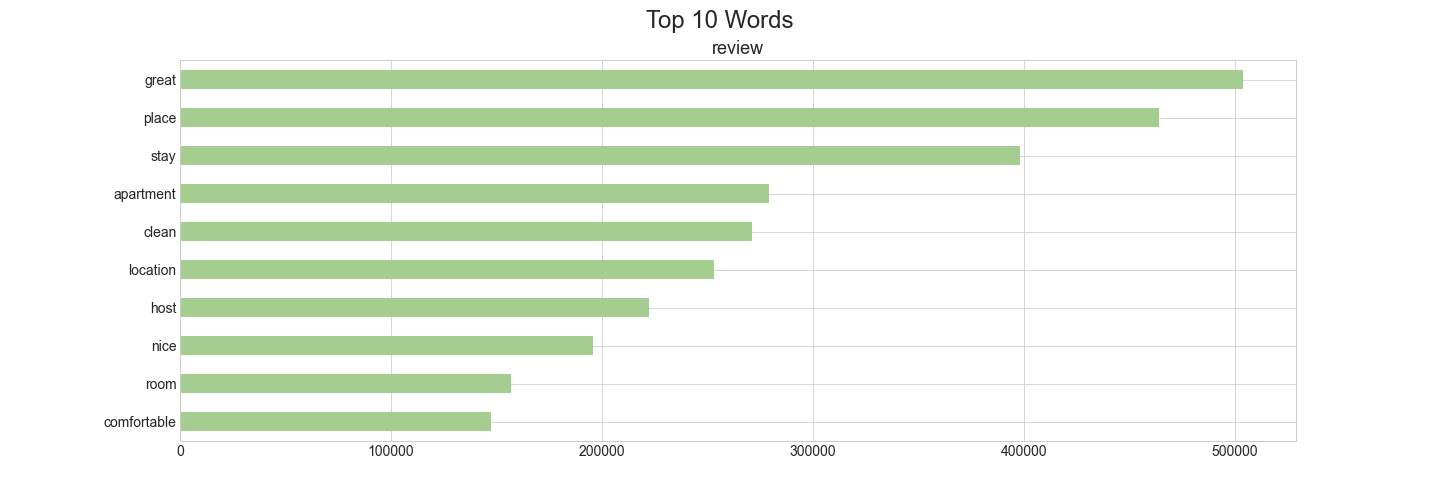 Top 10 Words
review
great
place
stay
apartment
clean
location
host
nice
room
comfortable
0 100000 200000 300000 400000 500000